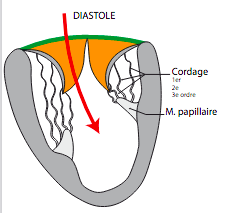 DIASTOLE
Cordage
1er
2e
3e ordre
M. papillaire